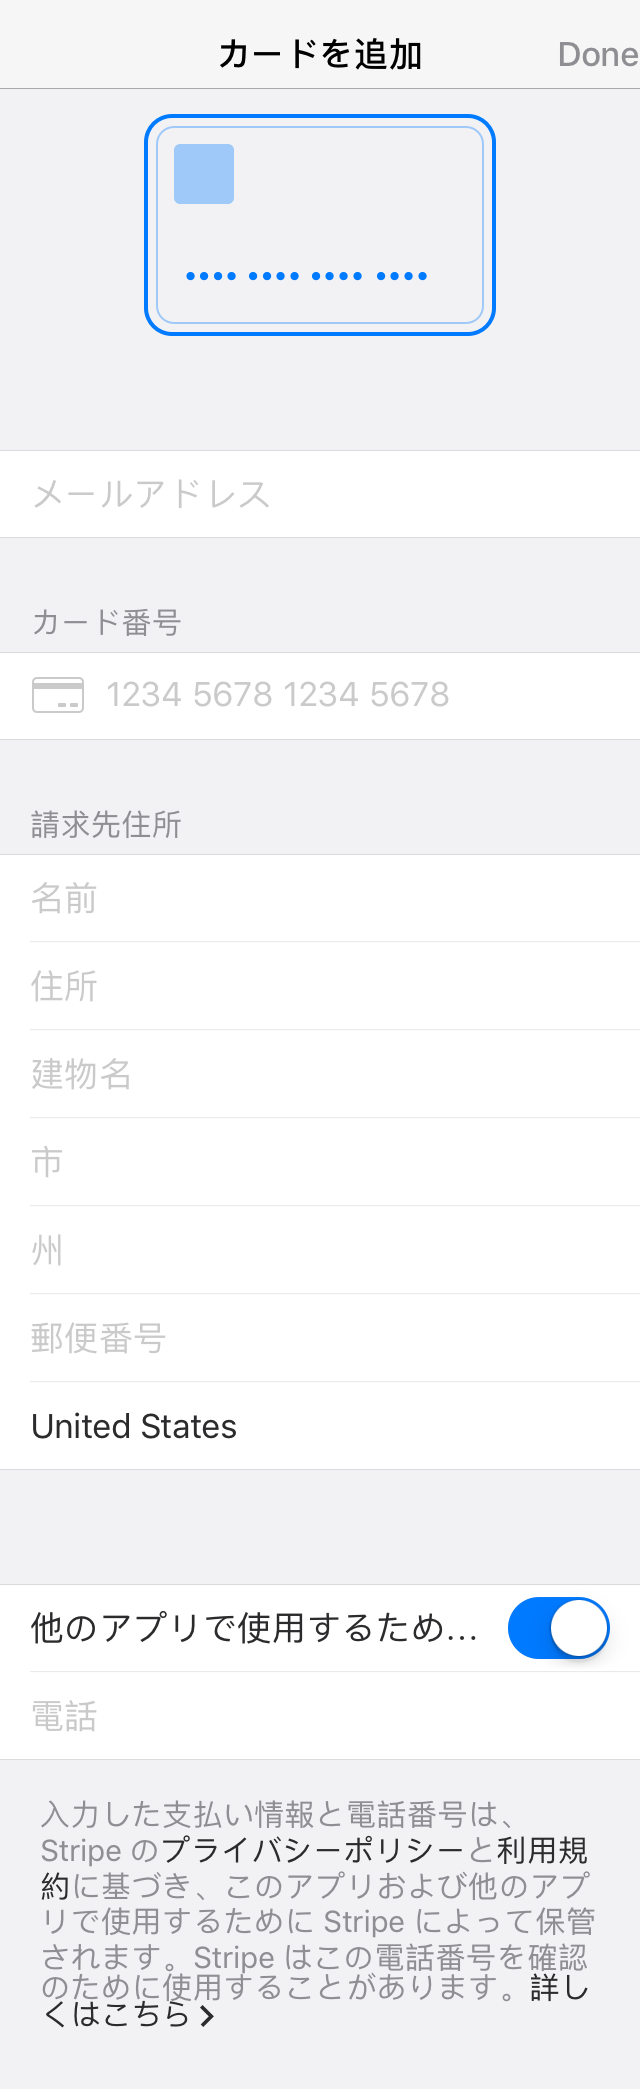 カードを追加
Done
•••• •••• •••• ••••
メールアドレス
カード番号
1234 5678 1234 5678
請求先住所
名前
住所
建物名
市
州
郵便番号
United States
他のアプリで使用するため…
電話
入力した支払い情報と電話番号は、
Stripe のプライバシーポリシーと利用規
約に基づき、このアプリおよび他のアプ
リで使用するために Stripe によって保管
されます。Stripe はこの電話番号を確認
のために使用することがあります。詳し
くはこちら